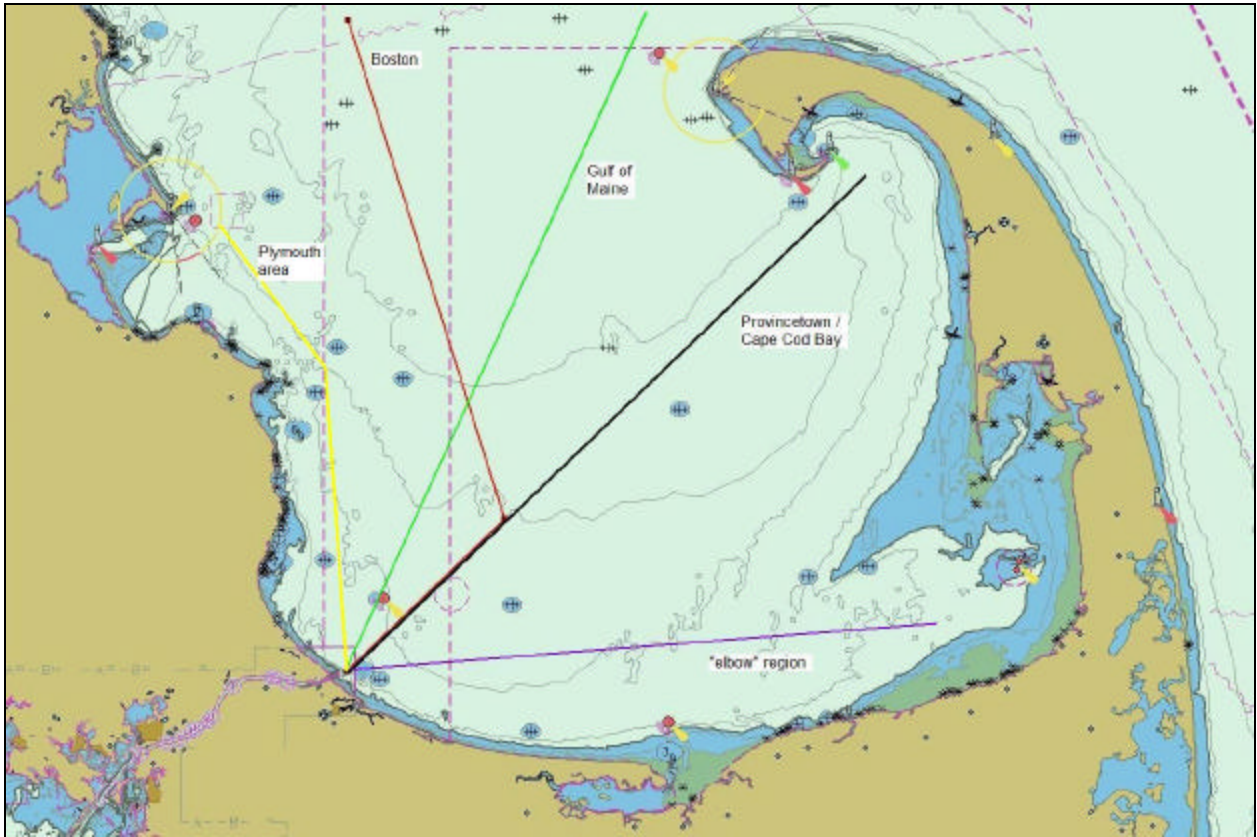 Boston
Gulf of
Maine
Plymouth
area
Provincetown /
Cape Cod Bay
"elbow" region